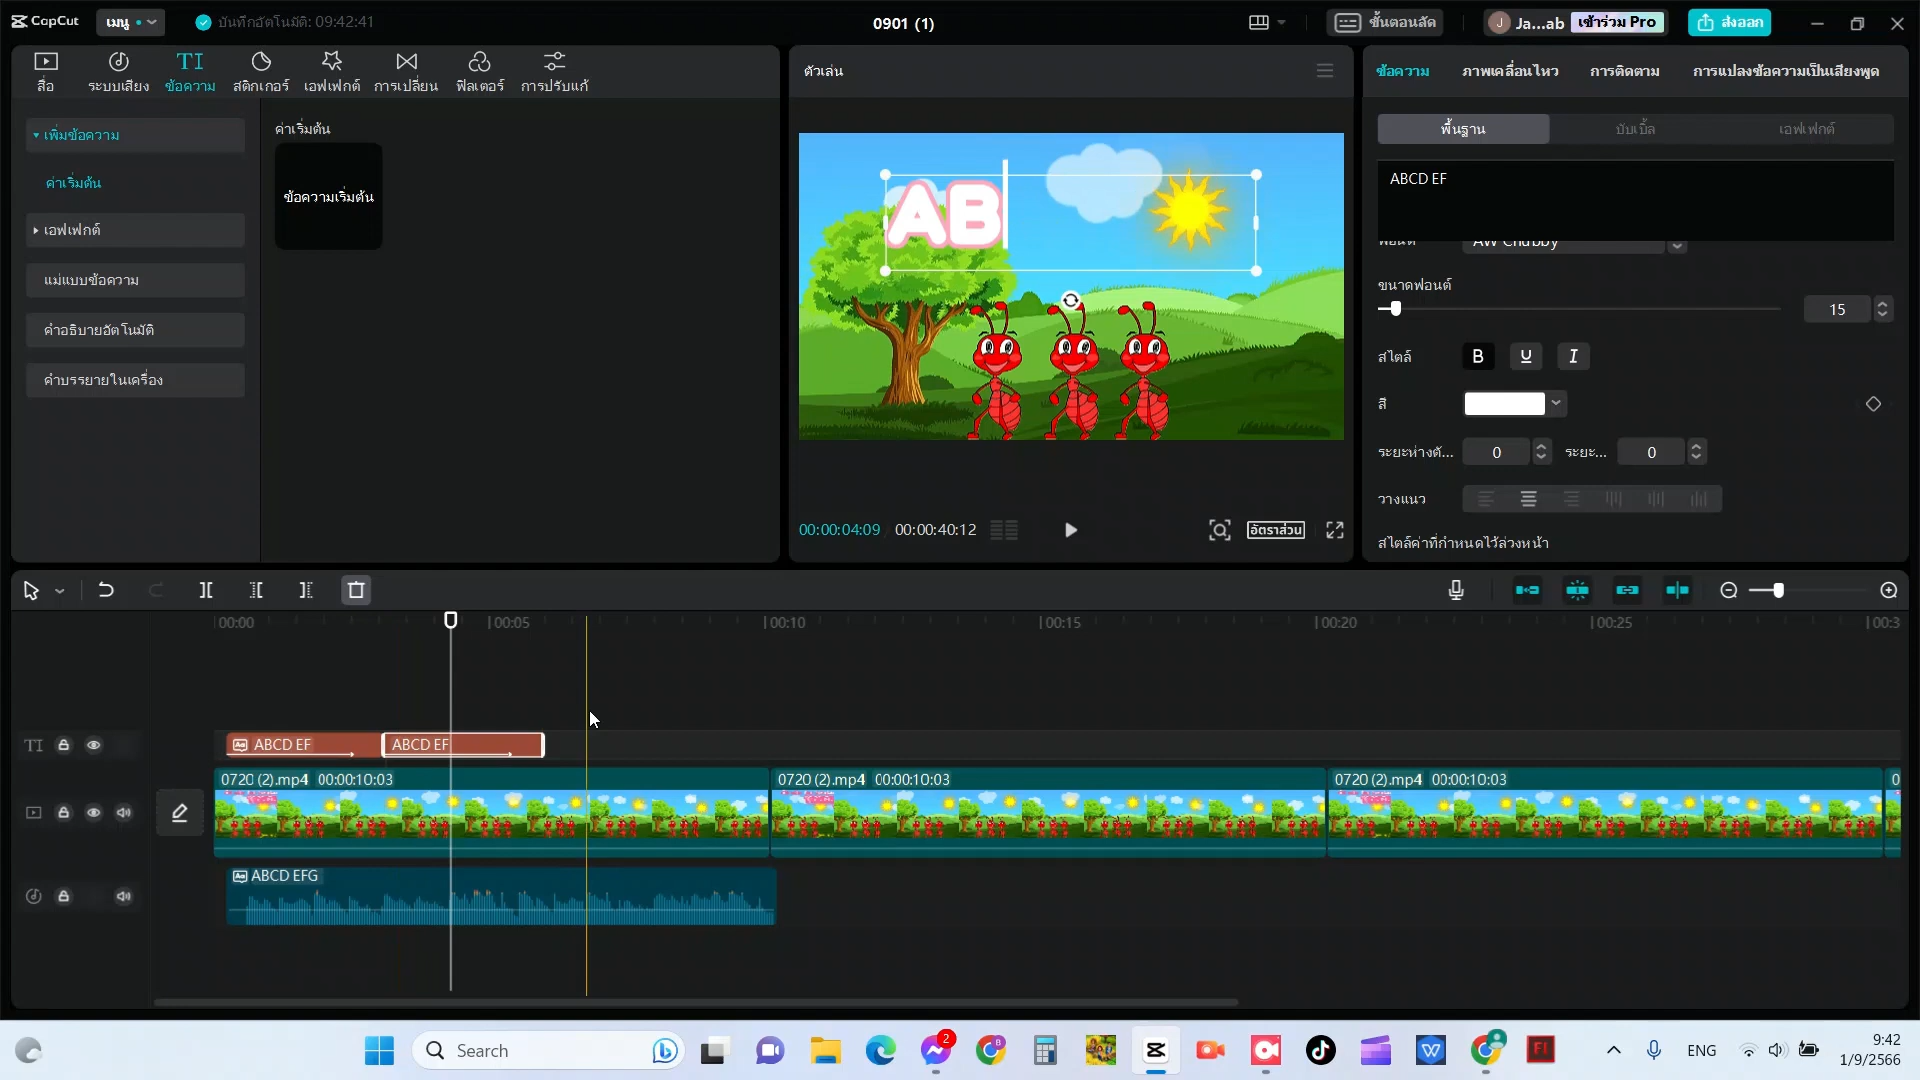 CapCut
เมนู
บันทึกอัตโนมัติ: 09:42:41
0901 (1)
ขั้นตอนลัด
J
Ja...ab
เข้าร่วม Pro
ส่งออก
สื่อ
ระบบเสียง
ข้อความ
สติกเกอร์
เอฟเฟกต์
การเปลี่ยน
ฟิลเตอร์
การปรับแก้
เพิ่มข้อความ
ค่าเริ่มต้น
เอฟเฟกต์
แม่แบบข้อความ
คำอธิบายอัตโนมัติ
คำบรรยายในเครื่อง
ค่าเริ่มต้น
ข้อความเริ่มต้น
ตัวเล่น
AB
00:00:04:09
00:00:40:12
อัตราส่วน
ข้อความ
ภาพเคลื่อนไหว
การติดตาม
การแปลงข้อความเป็นเสียงพูด
พื้นฐาน
บับเบิ้ล
เอฟเฟกต์
ABCD EF
ฟอนต์
AW Chubby
ขนาดฟอนต์
15
สไตล์
B
U
I
สี
ระยะห่างตั...
0
ระยะ...
0
วางแนว
สไตล์ค่าที่กำหนดไว้ล่วงหน้า
00:00
00:05
00:10
00:15
00:20
00:25
00:3
TI
ABCD EF
ABCD EF
0720 (2).mp4 00:00:10:03
0720 (2).mp4 00:00:10:03
0720 (2).mp4 00:00:10:03
0
ABCD EFG
Search
2
ENG
9:42
1/9/2566